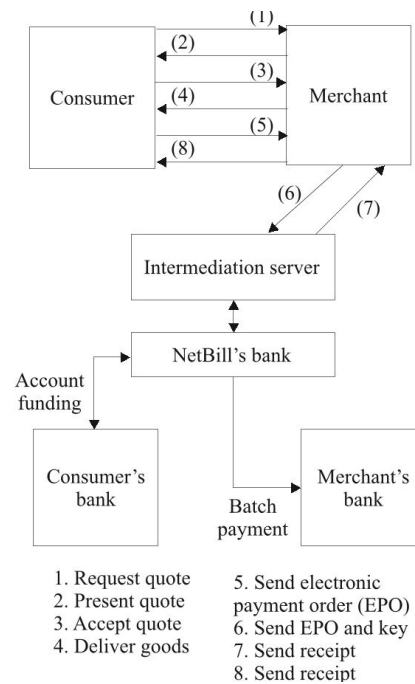 (1)
(2)
(3)
(4)
(5)
(8)
Consumer
Merchant
(6)
(7)
Intermediation server
NetBill's bank
Account
funding
Consumer's
bank
Batch
payment
Merchant's
bank
1. Request quote
2. Present quote
3. Accept quote
4. Deliver goods
5. Send electronic
payment order (EPO)
6. Send EPO and key
7. Send receipt
8. Send receipt